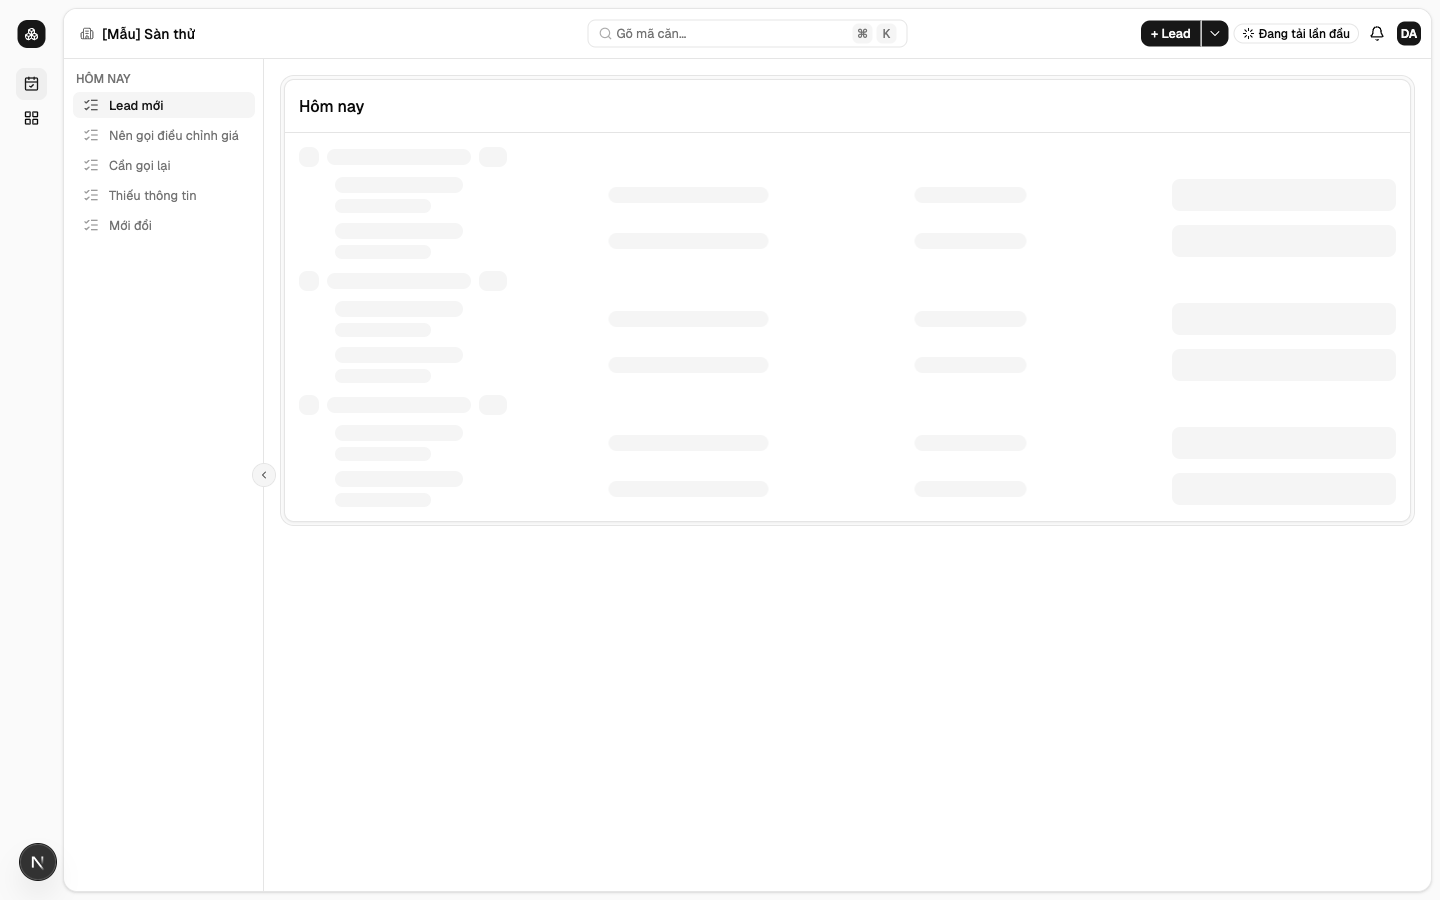 [Mẫu] Sàn thử
Gõ mã căn...
⌘ K
+ Lead
Đang tải lần đầu
DA
HÔM NAY
Lead mới
Nên gọi điều chỉnh giá
Cần gọi lại
Thiếu thông tin
Mới đổi
Hôm nay
N